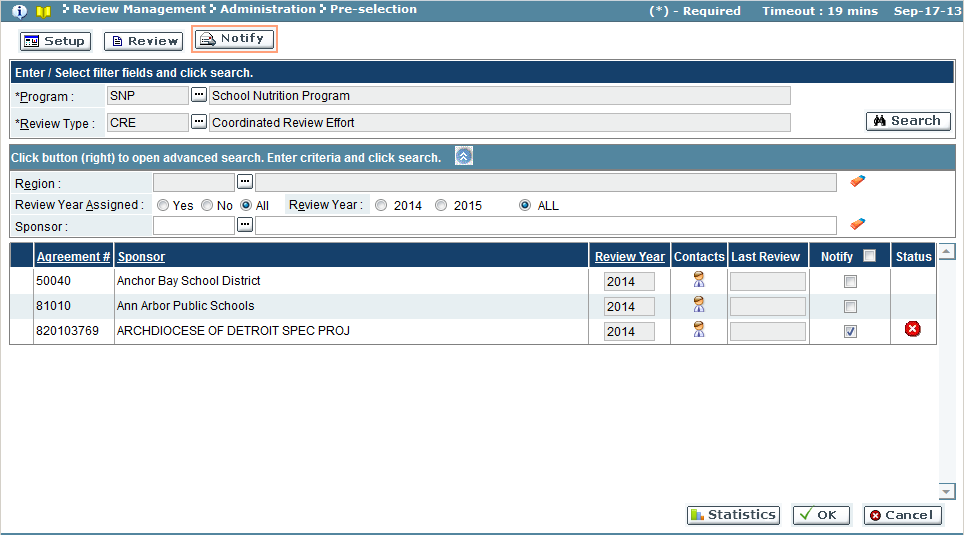 Review Management Administration Pre-selection (*) - Required Timeout : 19 mins Sep-17-13
Setup Review Notify
Enter / Select filter fields and click search.
*Program : SNP School Nutrition Program
*Review Type : CRE Coordinated Review Effort Search
Click button (right) to open advanced search. Enter criteria and click search.
Region :
Review Year Assigned : Yes No All Review Year : 2014 2015 ALL
Sponsor :
Agreement # Sponsor Review Year Contacts Last Review Notify Status
50040 Anchor Bay School District 2014
81010 Ann Arbor Public Schools 2014
820103769 ARCHDIOCESE OF DETROIT SPEC PROJ 2014
Statistics OK Cancel